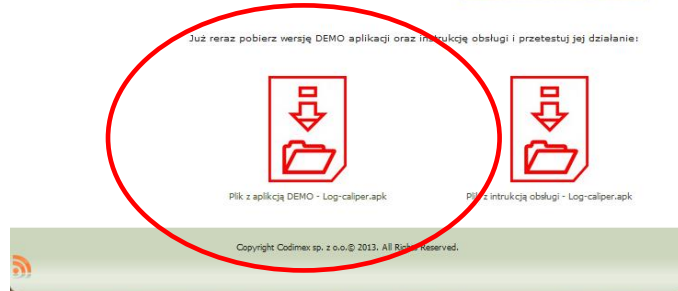 Już reraz pobierz wersję DEMO aplikacji oraz instrukcję obsługi i przetestuj jej działanie:
Plik z aplikcją DEMO - Log-caliper.apk
Plik z intrukcją obsługi - Log-caliper.apk
Copyright Codimex sp. z o.o.© 2013. All Rights Reserved.